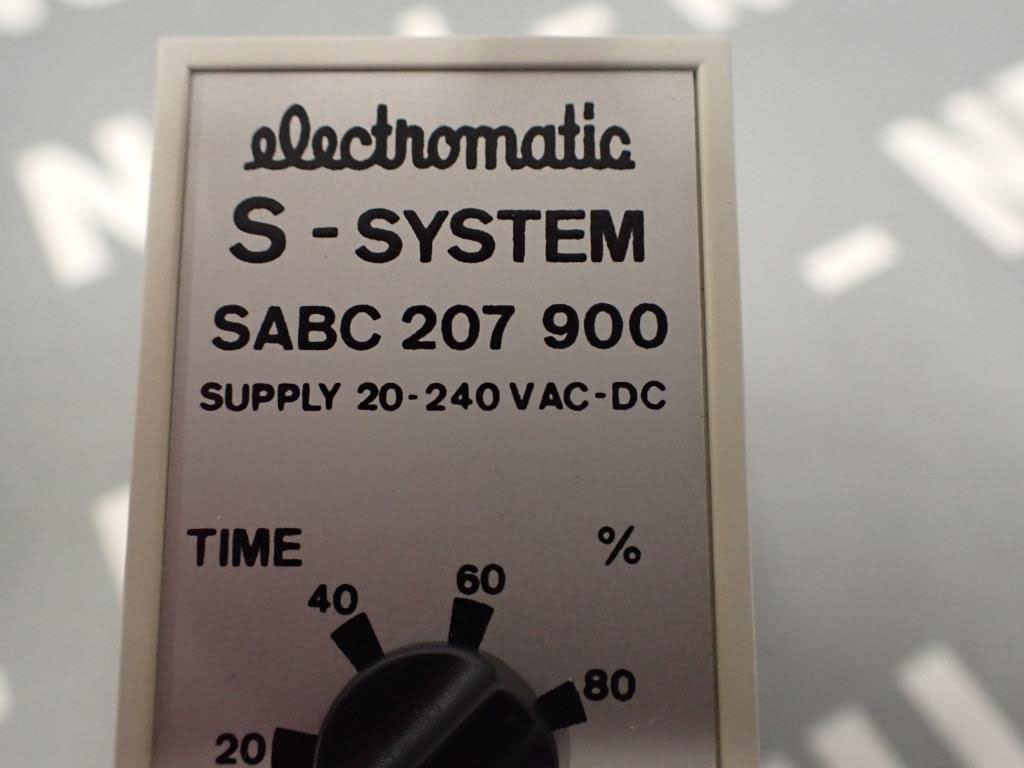 electromatic
S - SYSTEM
SABC 207 900
SUPPLY 20-240 VAC-DC
TIME %
40 60
80
20